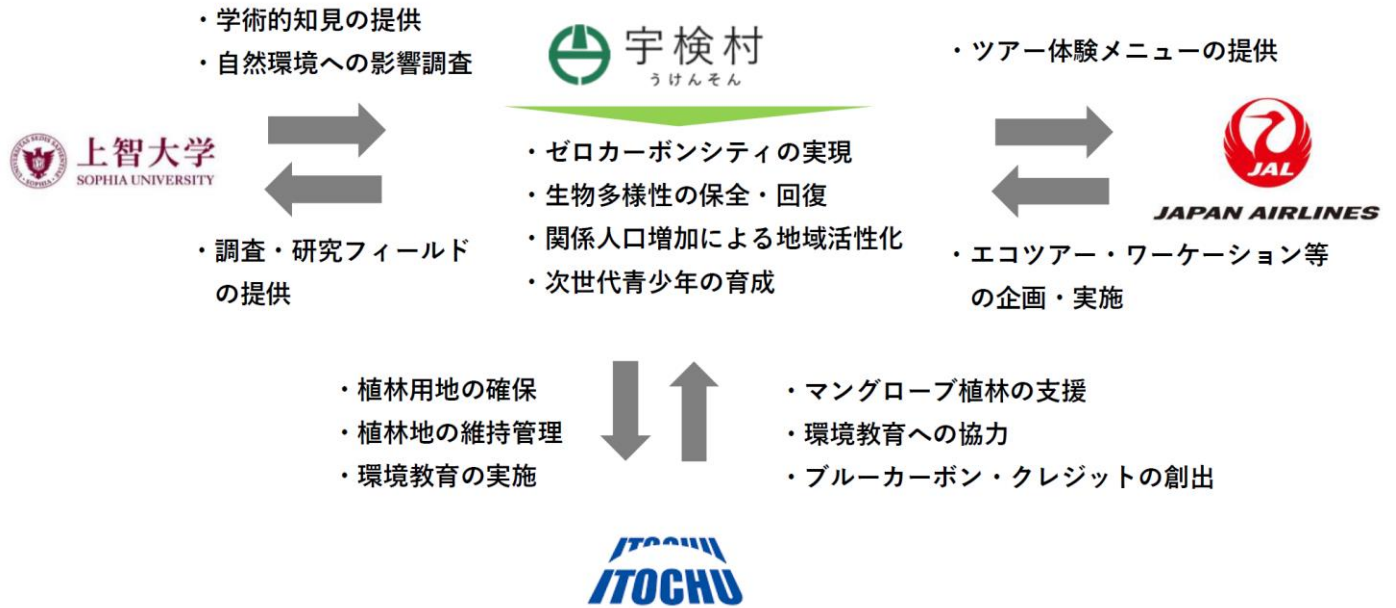 ・学術的知見の提供
・自然環境への影響調査
宇検村
うけんそん
・ツアー体験メニューの提供
上智大学
SOPHIA UNIVERSITY
・ゼロカーボンシティの実現
・生物多様性の保全・回復
・関係人口増加による地域活性化
・次世代青少年の育成
JAL
JAPAN AIRLINES
・調査・研究フィールド
の提供
・エコツアー・ワーケーション等
の企画・実施
・植林用地の確保
・植林地の維持管理
・環境教育の実施
・マングローブ植林の支援
・環境教育への協力
・ブルーカーボン・クレジットの創出
ITOCHU
ITOCHU